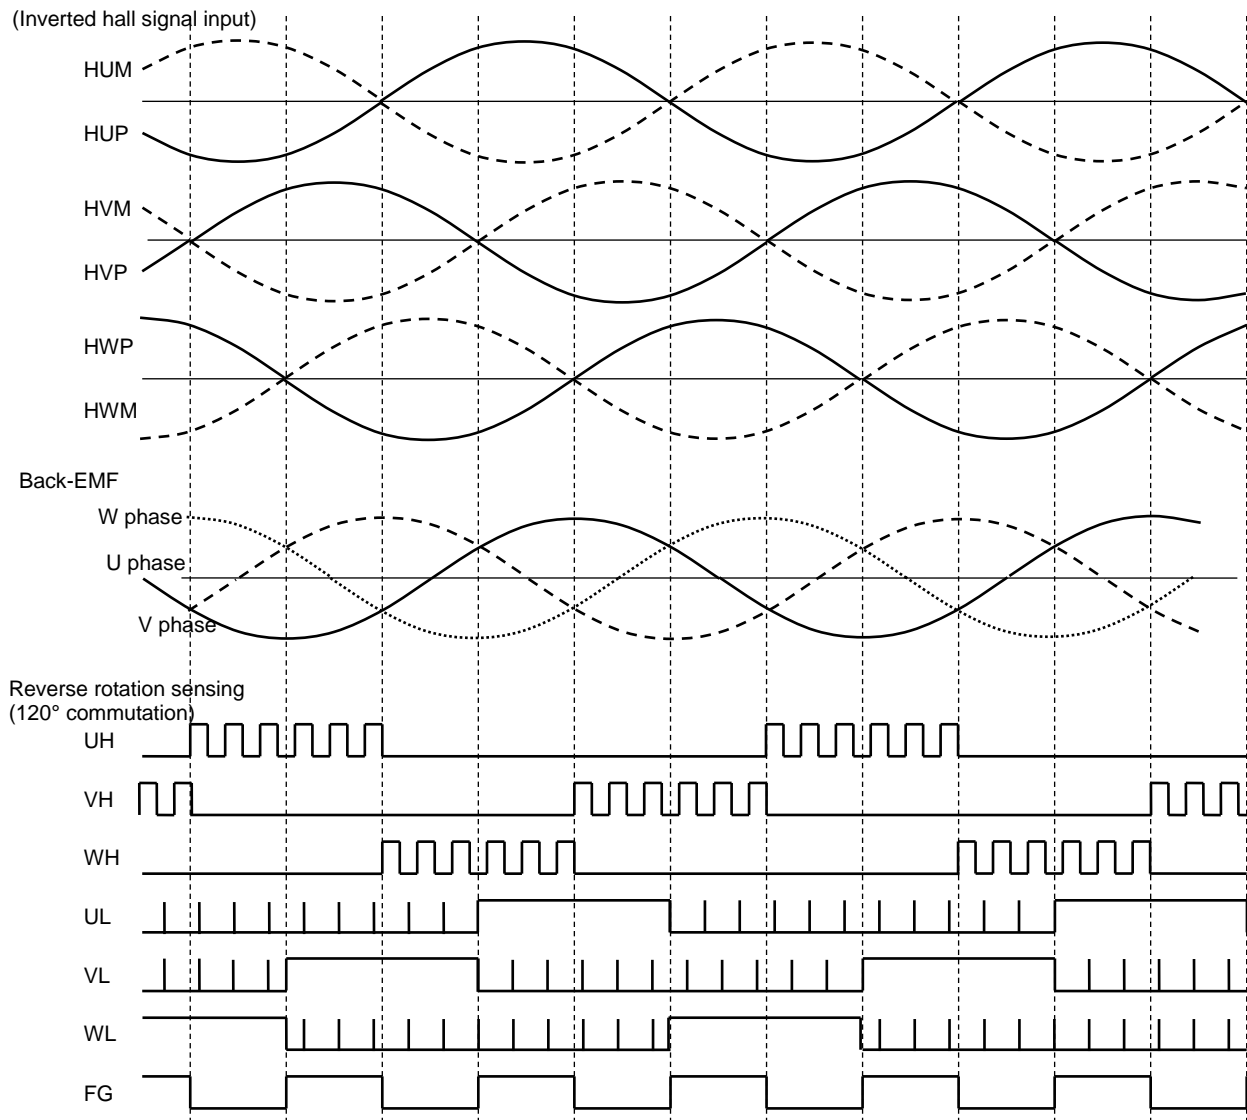 (Inverted hall signal input)
HUM
HUP
HVM
HVP
HWP
HWM
Back-EMF
W phase
U phase
V phase
Reverse rotation sensing
(120° commutation)
UH
VH
WH
UL
VL
WL
FG